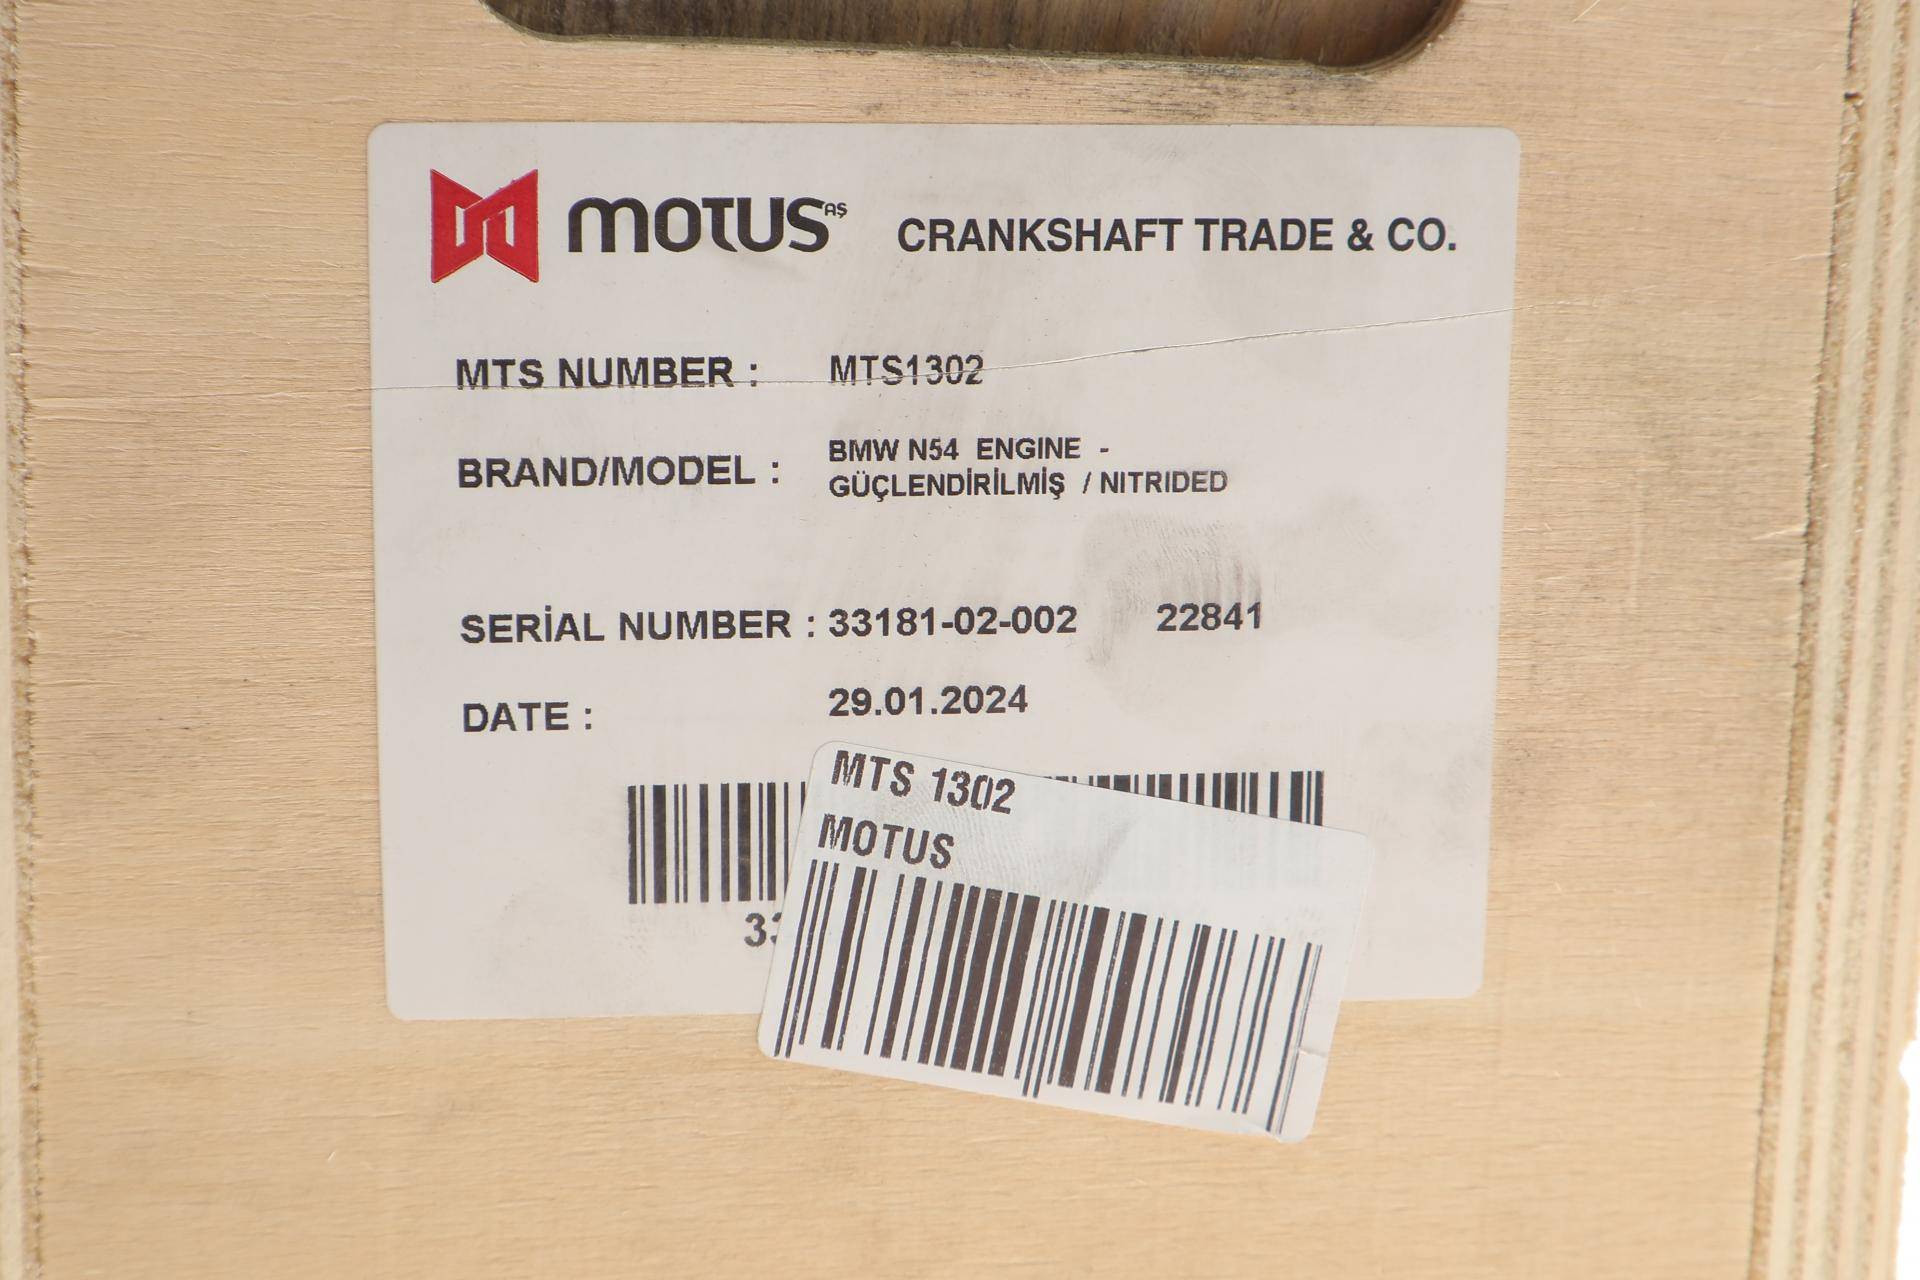 MOTUS AŞ CRANKSHAFT TRADE & CO.
MTS NUMBER : MTS1302
BRAND/MODEL : BMW N54 ENGINE -
GÜÇLENDİRİLMİŞ / NITRIDED
SERİAL NUMBER : 33181-02-002 22841
DATE : 29.01.2024
MTS 1302
MOTUS